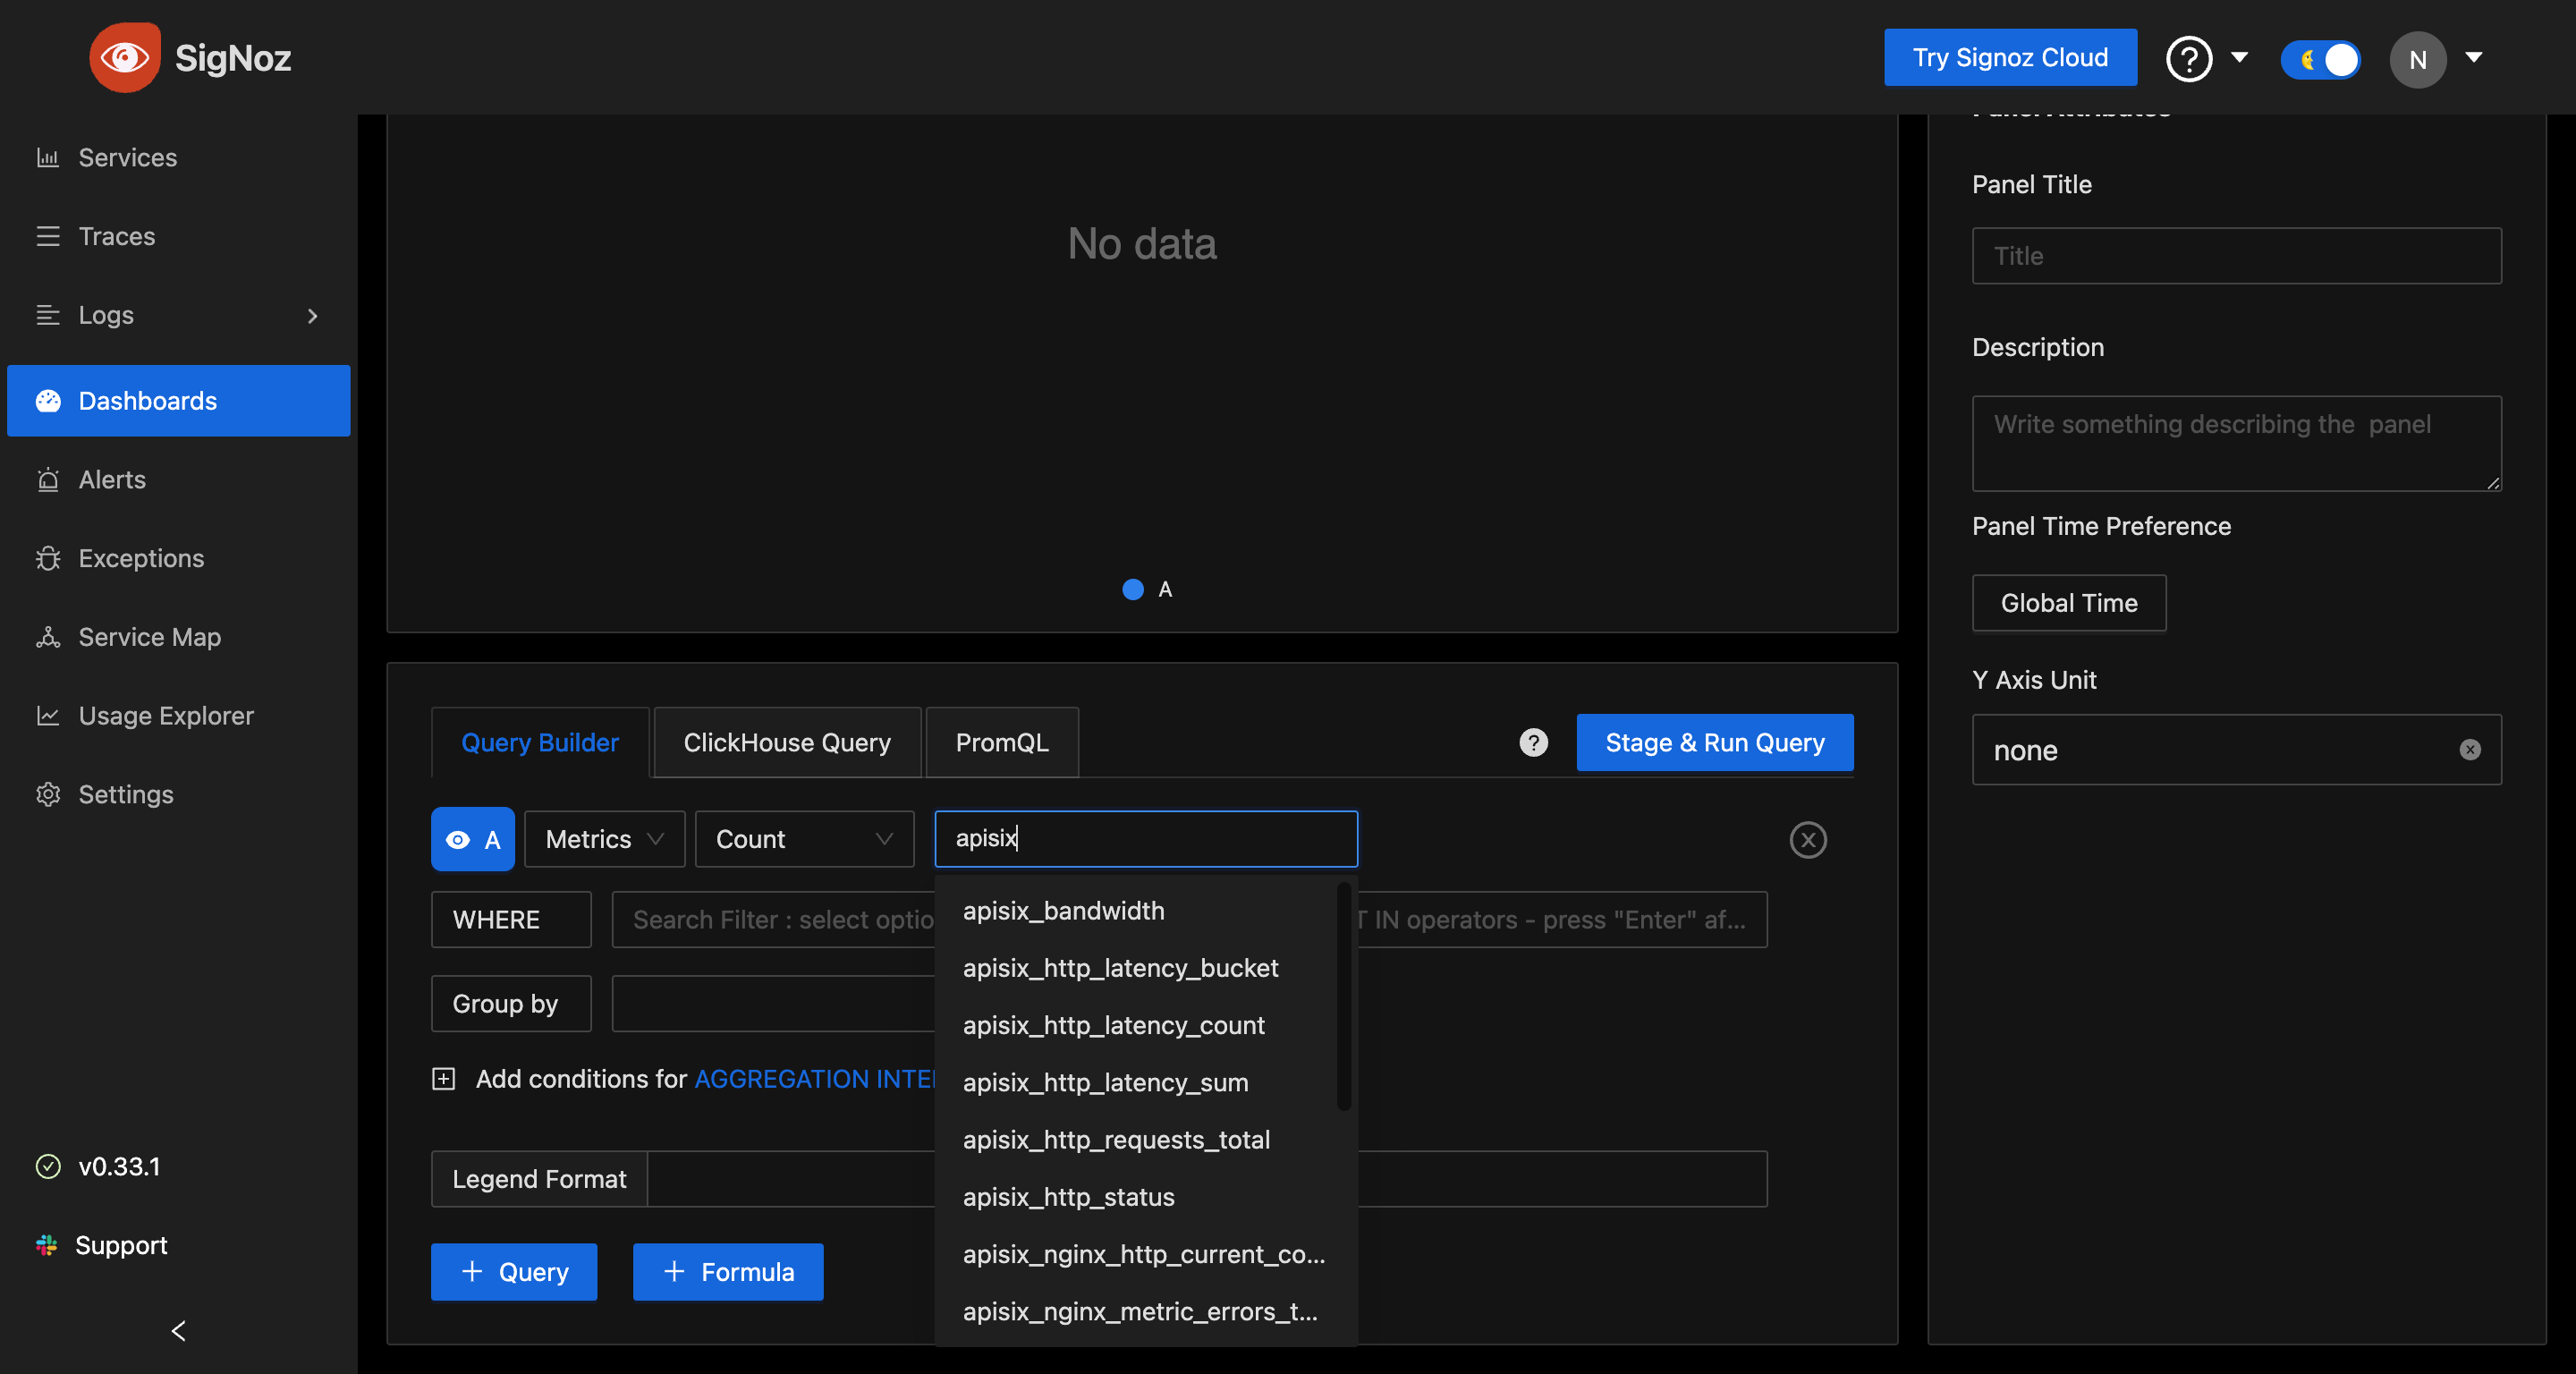 SigNoz
Try Signoz Cloud
N
Services
Traces
Logs
Dashboards
Alerts
Exceptions
Service Map
Usage Explorer
Settings
v0.33.1
Support
No data
A
Query Builder
ClickHouse Query
PromQL
Stage & Run Query
A
Metrics
Count
apisix
WHERE
Search Filter : select optio
T IN operators - press "Enter" af...
Group by
Add conditions for AGGREGATION INTE
Legend Format
+ Query
+ Formula
apisix_bandwidth
apisix_http_latency_bucket
apisix_http_latency_count
apisix_http_latency_sum
apisix_http_requests_total
apisix_http_status
apisix_nginx_http_current_co...
apisix_nginx_metric_errors_t...
Panel Attributes
Panel Title
Title
Description
Write something describing the  panel
Panel Time Preference
Global Time
Y Axis Unit
none